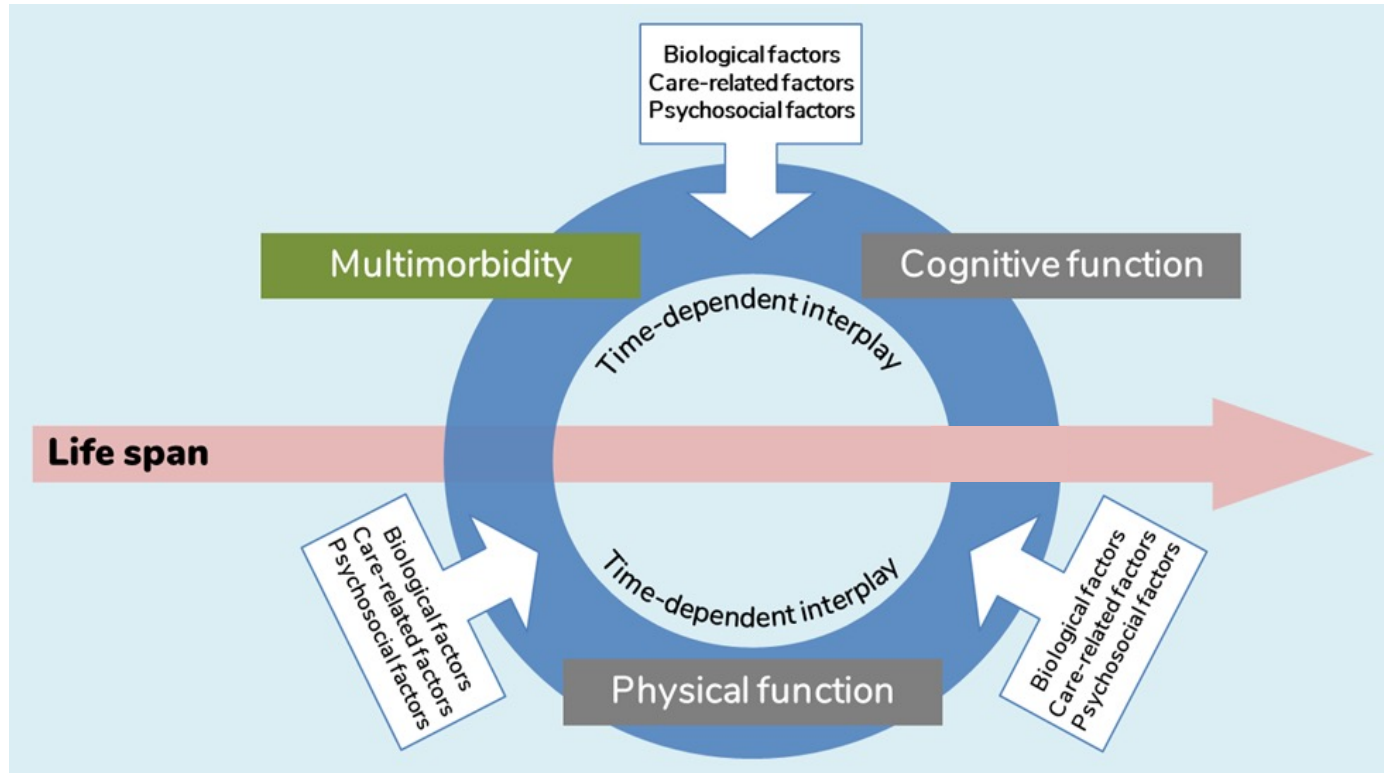 Biological factors
Care-related factors
Psychosocial factors
Multimorbidity
Cognitive function
Time-dependent interplay
Life span
Biological factors
Care-related factors
Psychosocial factors
Time-dependent interplay
Biological factors
Care-related factors
Psychosocial factors
Physical function